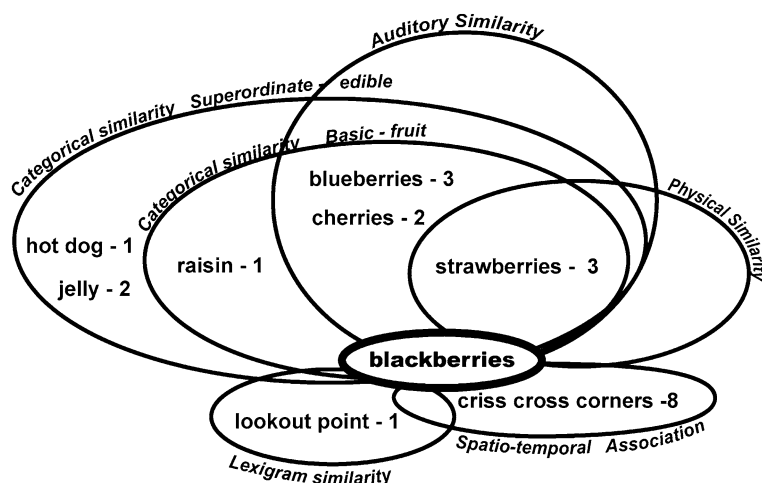 Auditory Similarity
Categorical similarity Superordinate - edible
Categorical similarity Basic - fruit
Physical Similarity
blueberries - 3
cherries - 2
hot dog - 1
raisin - 1
strawberries - 3
jelly - 2
blackberries
criss cross corners -8
lookout point - 1
Spatio-temporal Association
Lexigram similarity